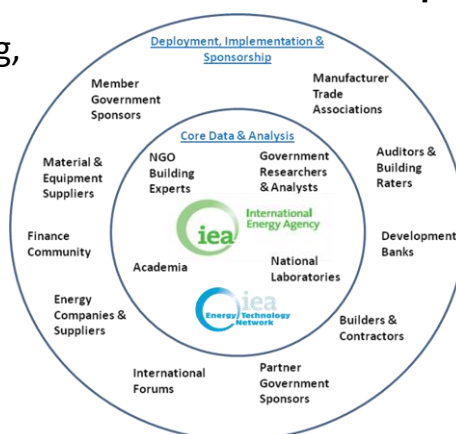 g,
Deployment, Implementation &
Sponsorship
Member
Government
Sponsors
Manufacturer
Trade
Associations
Core Data & Analysis
NGO
Building
Experts
Government
Researchers
& Analysts
Material &
Equipment
Suppliers
Auditors &
Building
Raters
iea
International
Energy Agency
Finance
Community
Development
Banks
Academia
National
Laboratories
iea
Energy Technology
Network
Energy
Companies &
Suppliers
Builders &
Contractors
International
Forums
Partner
Government
Sponsors